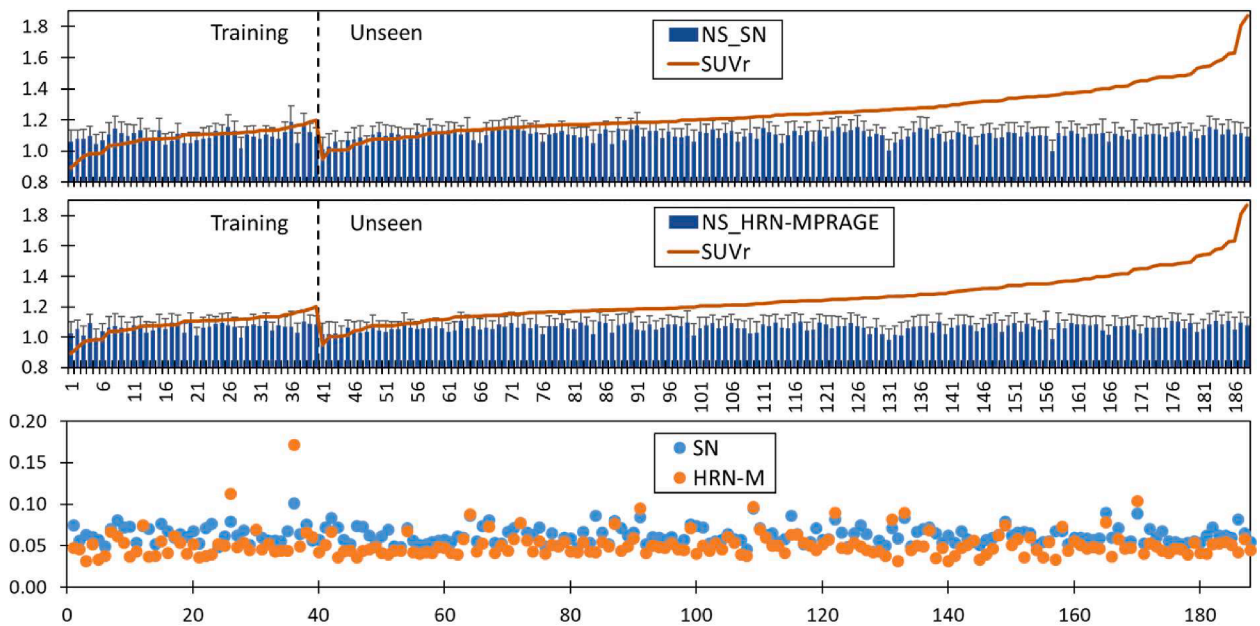 1.8
1.6
1.4
1.2
1.0
0.8
Training
Unseen
NS_SN
SUVr
1.8
1.6
1.4
1.2
1.0
0.8
Training
Unseen
NS_HRN-MPRAGE
SUVr
1 6 11 16 21 26 31 36 41 46 51 56 61 66 71 76 81 86 91 96 101 106 111 116 121 126 131 136 141 146 151 156 161 166 171 176 181 186
0.20
0.15
0.10
0.05
0.00
SN
HRN-M
0 20 40 60 80 100 120 140 160 180